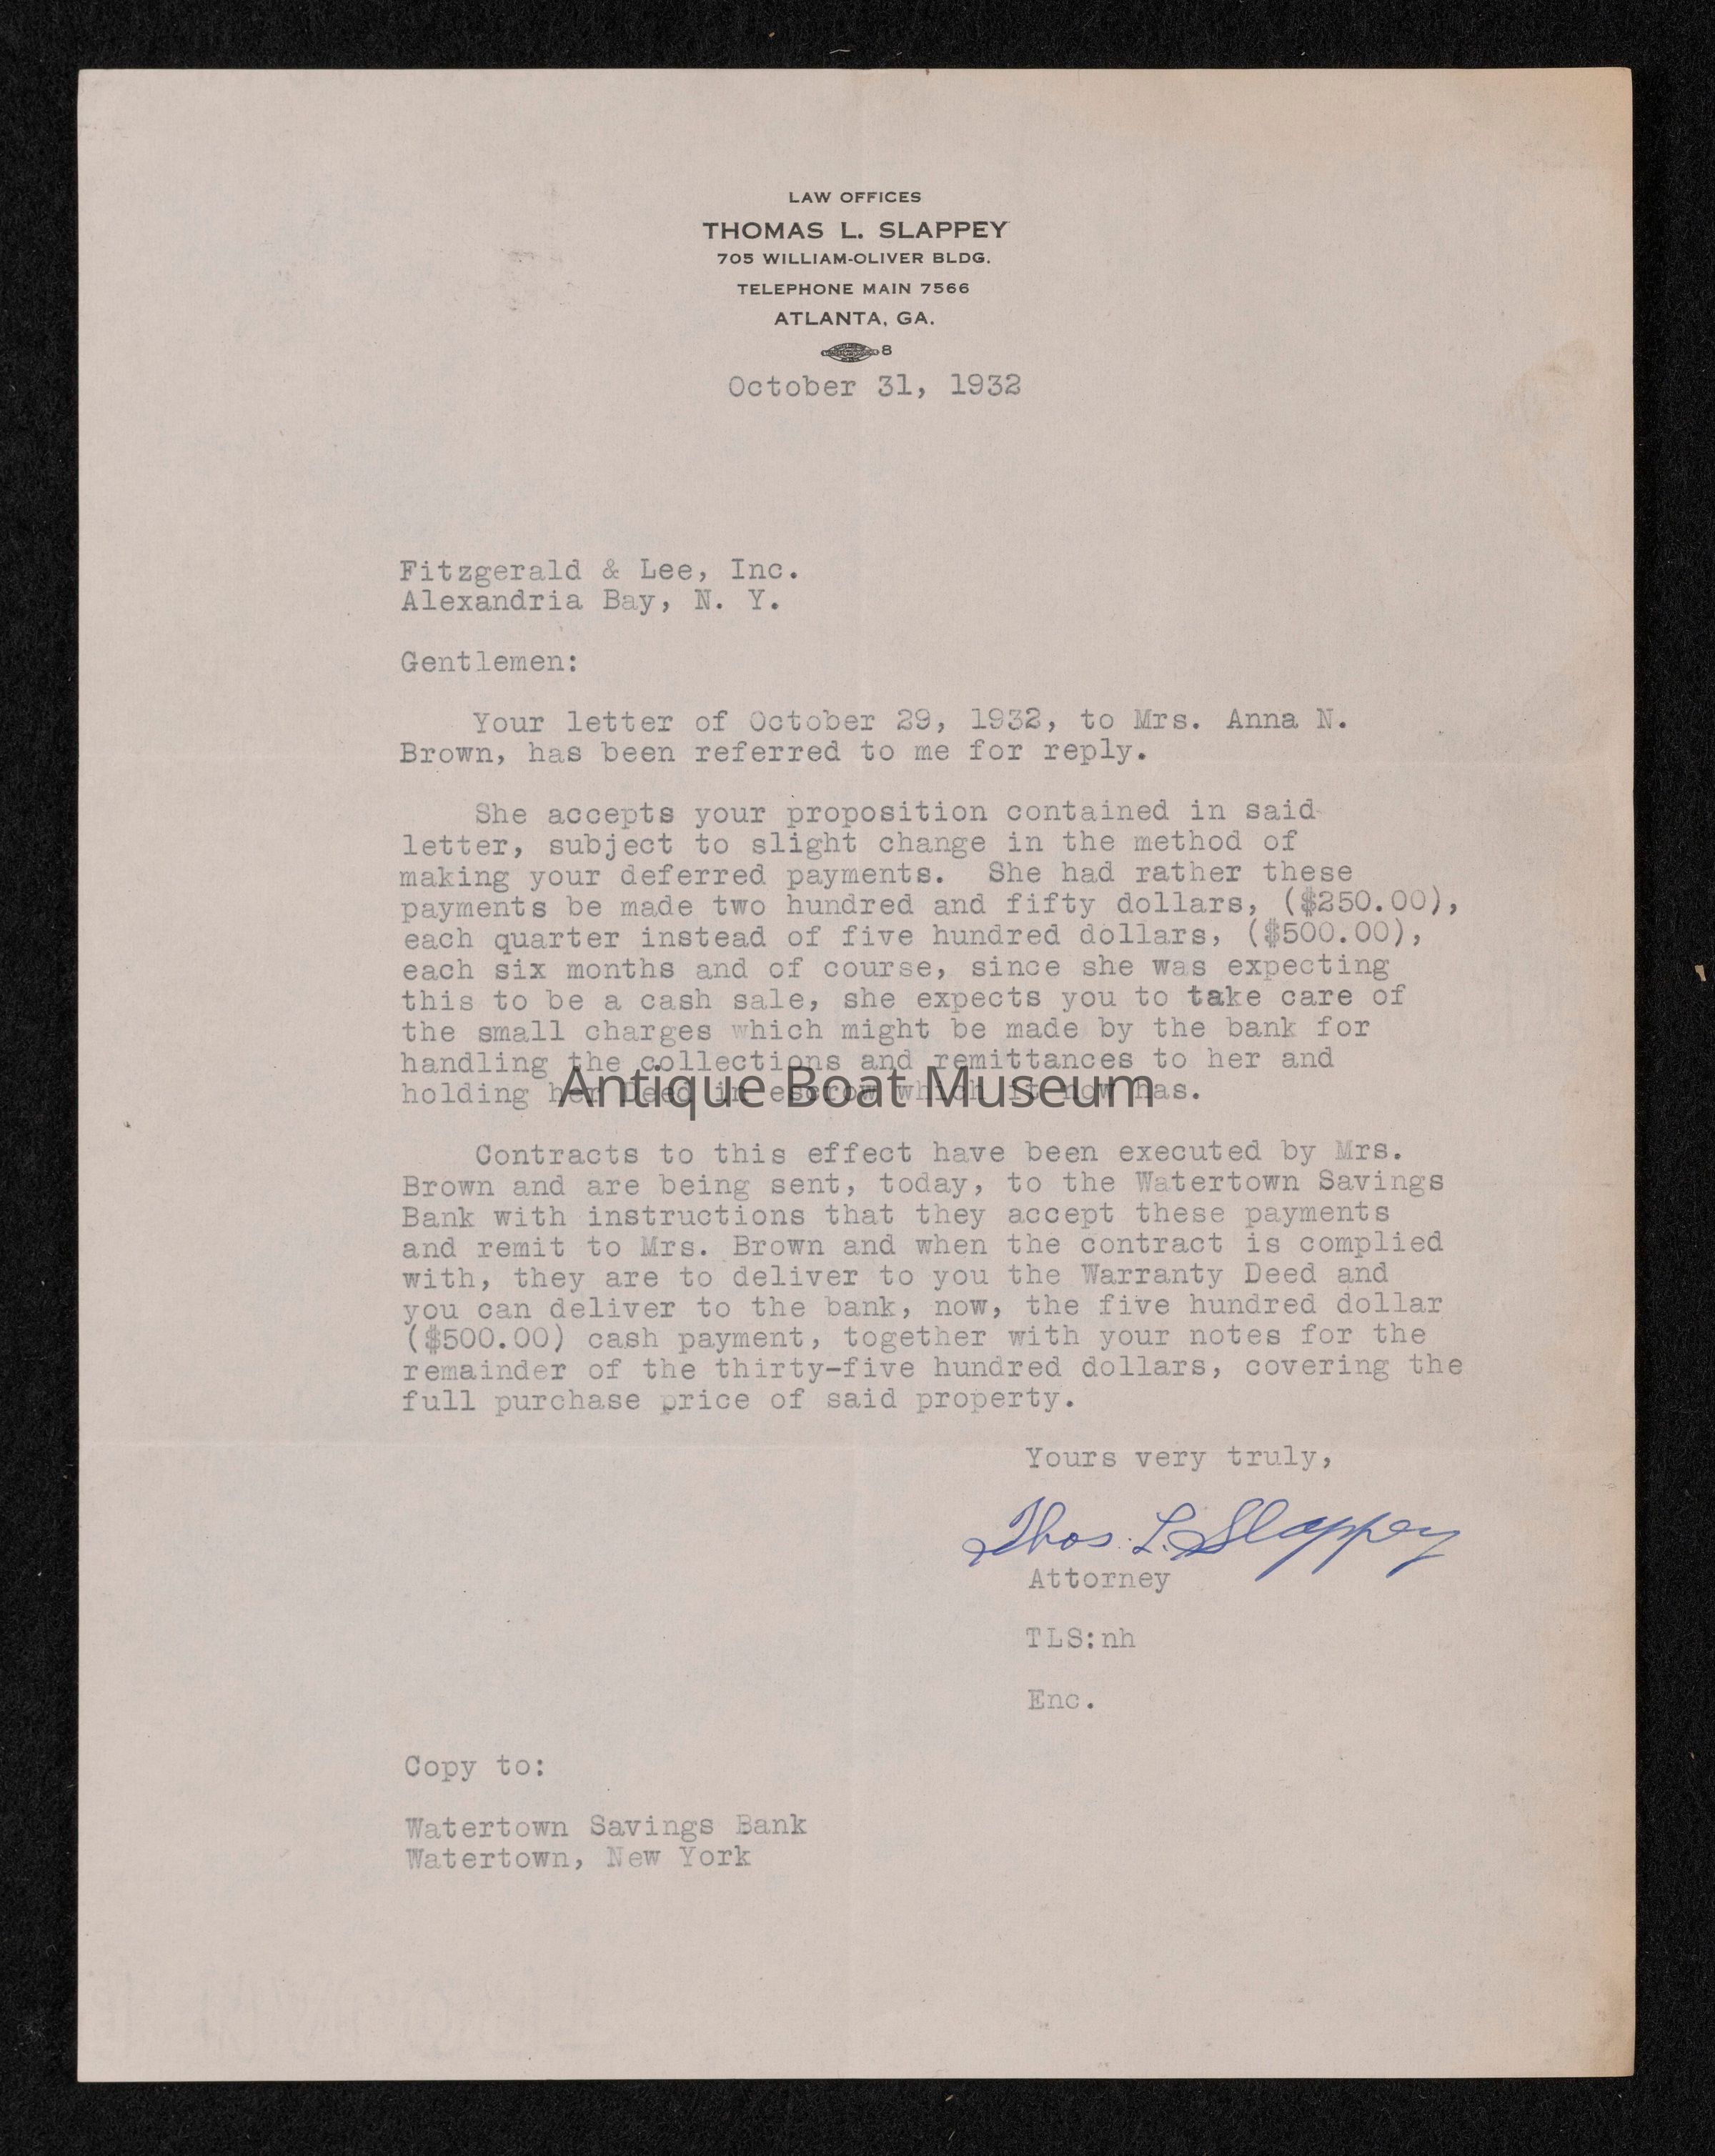 LAW OFFICES
THOMAS L. SLAPPEY
705 WILLIAM-OLIVER BLDG.
TELEPHONE MAIN 7566
ATLANTA, GA.
8
October 31, 1932
Fitzgerald & Lee, Inc.
Alexandria Bay, N. Y.
Gentlemen:
Your letter of October 29, 1932, to Mrs. Anna N.
Brown, has been referred to me for reply.
She accepts your proposition contained in said
letter, subject to slight change in the method of
making your deferred payments. She had rather these
payments be made two hundred and fifty dollars, ($250.00),
each quarter instead of five hundred dollars, ($500.00),
each six months and of course, since she was expecting
this to be a cash sale, she expects you to take care of
the small charges which might be made by the bank for
handling the collections and remittances to her and
holding her Deed in escrow which it now has.
Antique Boat Museum
Contracts to this effect have been executed by Mrs.
Brown and are being sent, today, to the Watertown Savings
Bank with instructions that they accept these payments
and remit to Mrs. Brown and when the contract is complied
with, they are to deliver to you the Warranty Deed and
you can deliver to the bank, now, the five hundred dollar
($500.00) cash payment, together with your notes for the
remainder of the thirty-five hundred dollars, covering the
full purchase price of said property.
Yours very truly,
Thos. L. Slappey
Attorney
TLS:nh
Enc.
Copy to:
Watertown Savings Bank
Watertown, New York